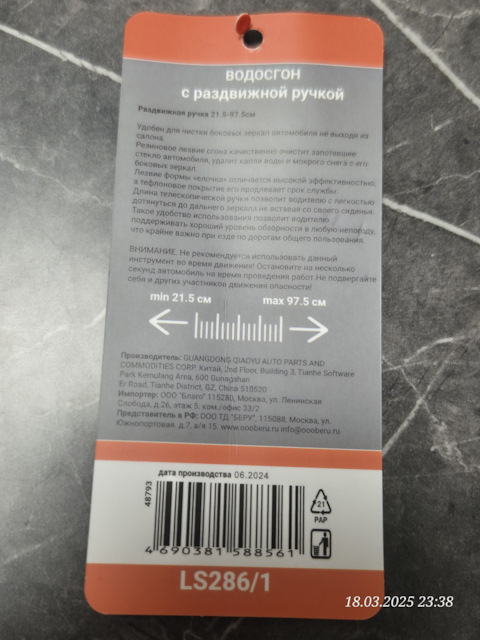 ВОДОСГОН
с раздвижной ручкой
Раздвижная ручка 21.5-97.5см
Удобен для чистки боковых зеркал автомобиля не выходя из
салона.
Резиновое лезвие сгона качественно очистит запотевшее
стекло автомобиля, удалит капли воды и мокрого снега с его
боковых зеркал.
Лезвие формы «елочка» отличается высокой эффективностью,
а тефлоновое покрытие его продлевает срок службы.
Длина телескопической ручки позволит водителю с легкостью
дотянуться до дальнего зеркала не вставая со своего сиденья.
Такое удобство использования позволит водителю
поддерживать хороший уровень обзорности в любую непогоду,
что крайне важно при езде по дорогам общего пользования.
ВНИМАНИЕ. Не рекомендуется использовать данный
инструмент во время движения! Остановите на несколько
секунд автомобиль на время проведения работ.Не подвергайте
себя и других участников движения опасности!
min 21.5 см max 97.5 см
Производитель: GUANGDONG QIAOYU AUTO PARTS AND
COMMODITIES CORP. Китай, 2nd Floor, Building 3, Tianhe Software
Park Kemulang Area, 600 Gunagshan
Er Road, Tianhe District, GZ, China 510520
Импортер: ООО "Благо" 115280, Москва, ул. Ленинская
Слобода, д.26, этаж 5, ком./офис 33/2
Представитель в РФ: ООО ТД "БЕРУ", 115088, Москва, ул.
Южнопортовая, д.7, а/я 15. www.oooberu.ru info@oooberu.ru
дата производства 06.2024
48793
4 690381 588561
21
PAP
LS286/1
18.03.2025 23:38